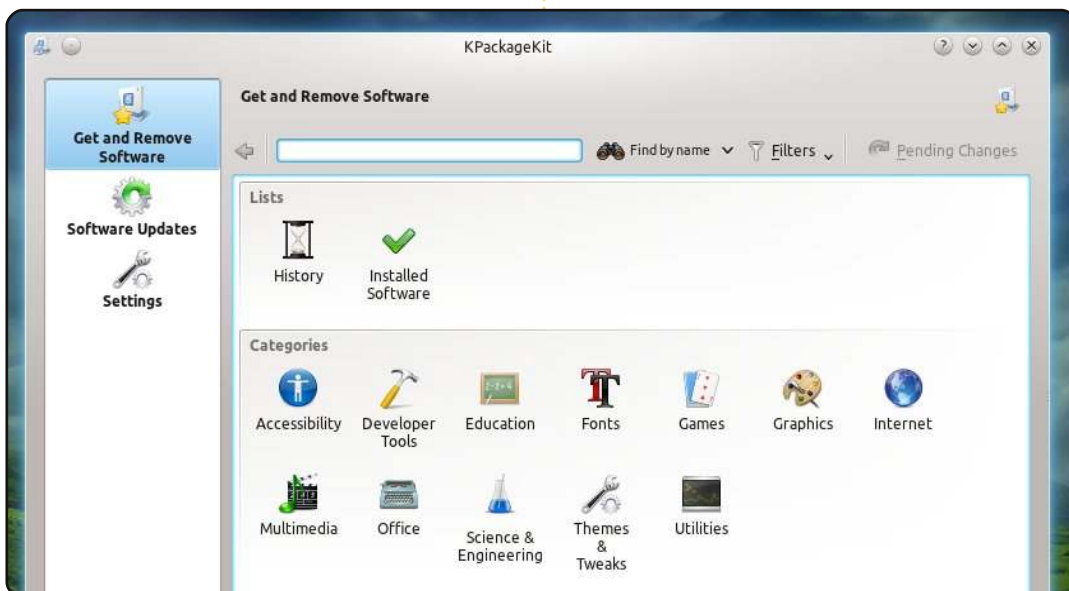 KPackageKit
Get and Remove
Software
Software Updates
Settings
Get and Remove Software
Find by name
Filters
Pending Changes
Lists
History
Installed
Software
Categories
Accessibility
Developer
Tools
Education
Fonts
Games
Graphics
Internet
Multimedia
Office
Science &
Engineering
Themes
&
Tweaks
Utilities